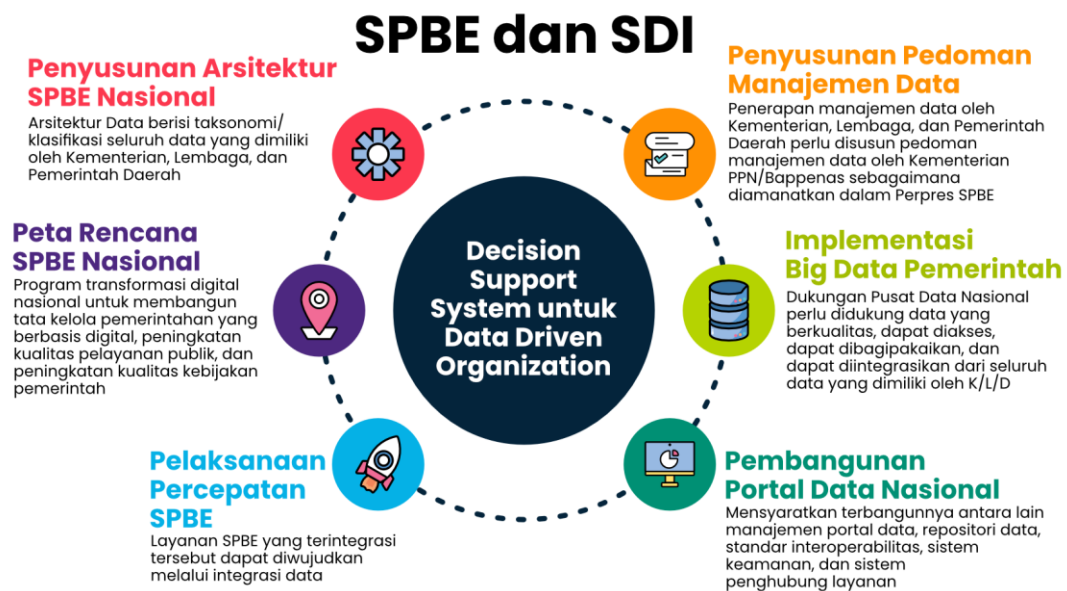 SPBE dan SDI
Penyusunan Arsitektur
SPBE Nasional
Arsitektur Data berisi taksonomi/
klasifikasi seluruh data yang dimiliki
oleh Kementerian, Lembaga, dan
Pemerintah Daerah
Peta Rencana
SPBE Nasional
Program transformasi digital
nasional untuk membangun
tata kelola pemerintahan yang
berbasis digital, peningkatan
kualitas pelayanan publik, dan
peningkatan kualitas kebijakan
pemerintah
Pelaksanaan
Percepatan
SPBE
Layanan SPBE yang terintegrasi
tersebut dapat diwujudkan
melalui integrasi data
Decision
Support
System untuk
Data Driven
Organization
Penyusunan Pedoman
Manajemen Data
Penerapan manajemen data oleh
Kementerian, Lembaga, dan Pemerintah
Daerah perlu disusun pedoman
manajemen data oleh Kementerian
PPN/Bappenas sebagaimana
diamanatkan dalam Perpres SPBE
Implementasi
Big Data Pemerintah
Dukungan Pusat Data Nasional
perlu didukung data yang
berkualitas, dapat diakses,
dapat dibagipakaikan, dan
dapat diintegrasikan dari seluruh
data yang dimiliki oleh K/L/D
Pembangunan
Portal Data Nasional
Mensyaratkan terbangunnya antara lain
manajemen portal data, repositori data,
standar interoperabilitas, sistem
keamanan, dan sistem
penghubung layanan